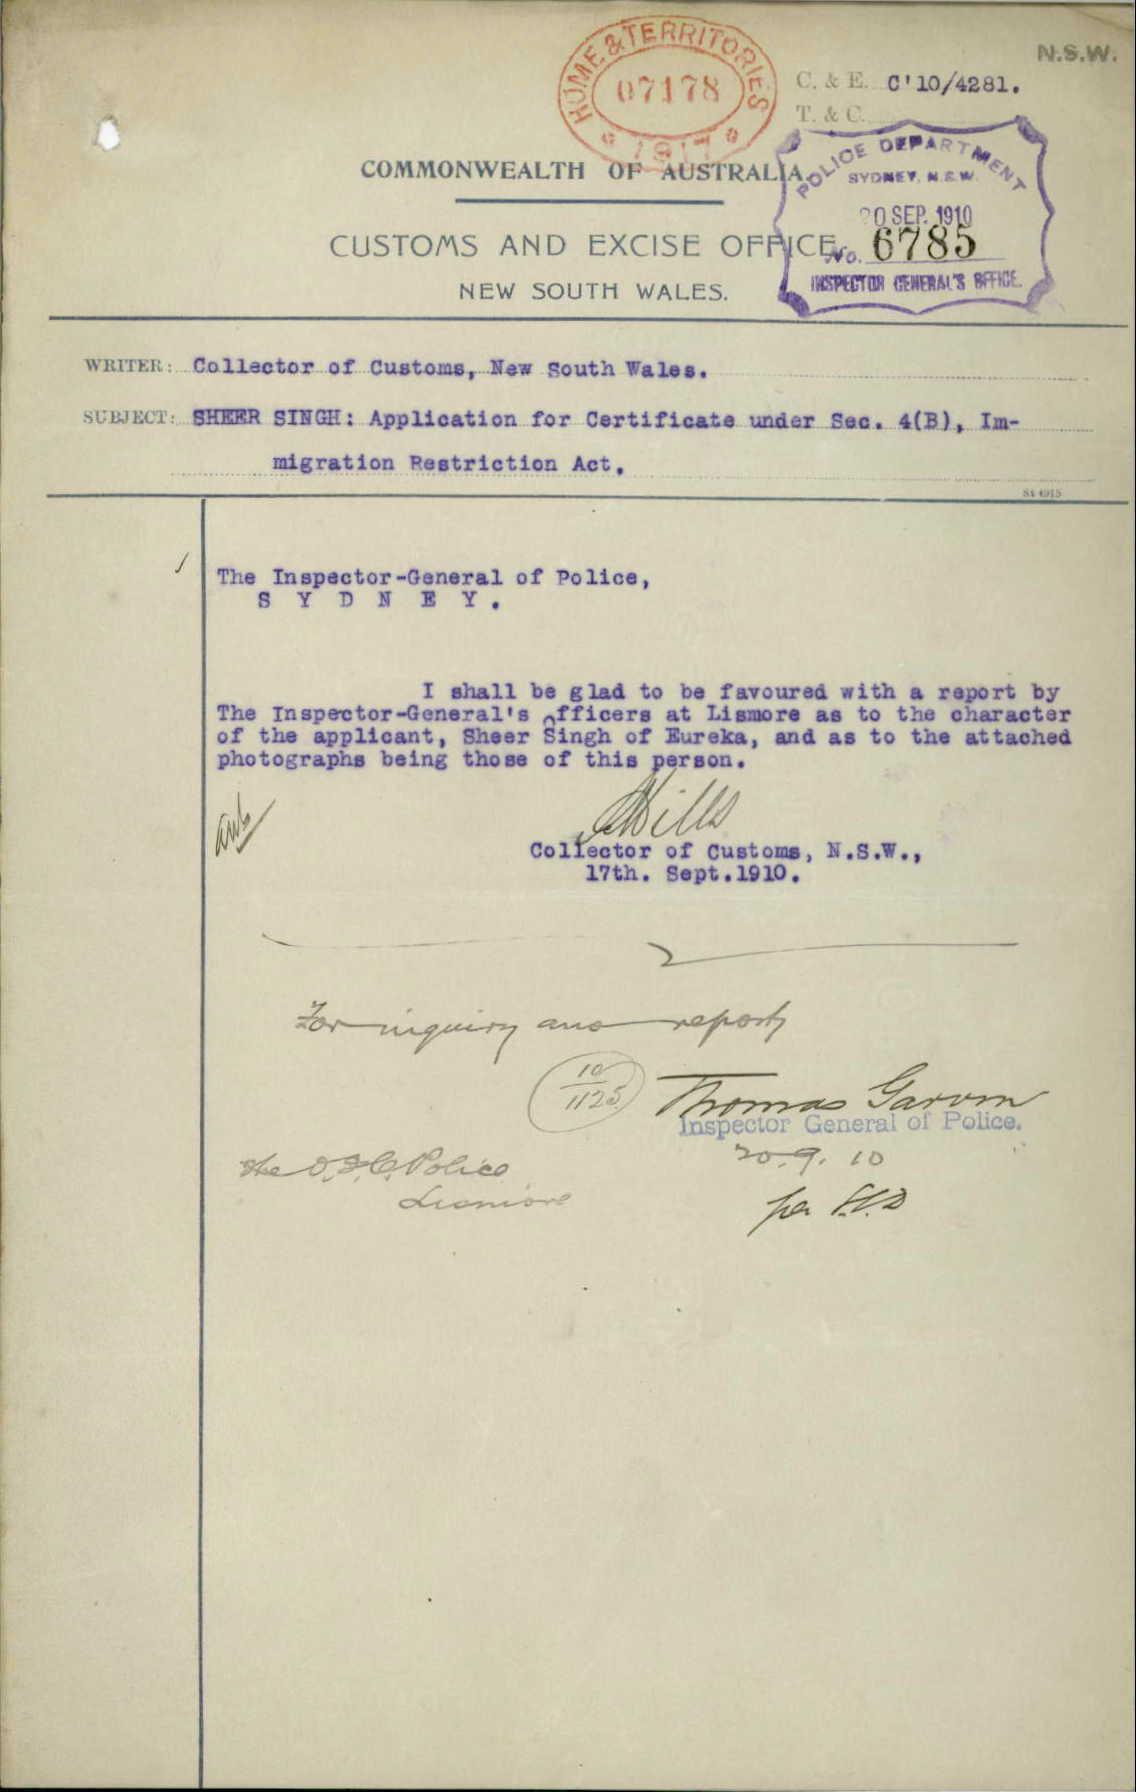 N.S.W.
HOME & TERRITORIES
07178
1917
C. & E. C'10/4281.
T. & C.
COMMONWEALTH OF AUSTRALIA.
POLICE DEPARTMENT
SYDNEY, N.S.W.
20 SEP. 1910
No. 6785
INSPECTOR GENERAL'S OFFICE.
CUSTOMS AND EXCISE OFFICE
NEW SOUTH WALES.
WRITER: Collector of Customs, New South Wales.
SUBJECT: SHEER SINGH: Application for Certificate under Sec. 4(B), Im-
migration Restriction Act.
The Inspector-General of Police,
S Y D N E Y .
I shall be glad to be favoured with a report by
The Inspector-General's officers at Lismore as to the character
of the applicant, Sheer Singh of Eureka, and as to the attached
photographs being those of this person.
Mills
Collector of Customs, N.S.W.,
17th. Sept.1910.
For inquiry and report
10
1125
Thomas Garvin
Inspector General of Police.
20.9.10
The O.I.C. Police
Lismore
per